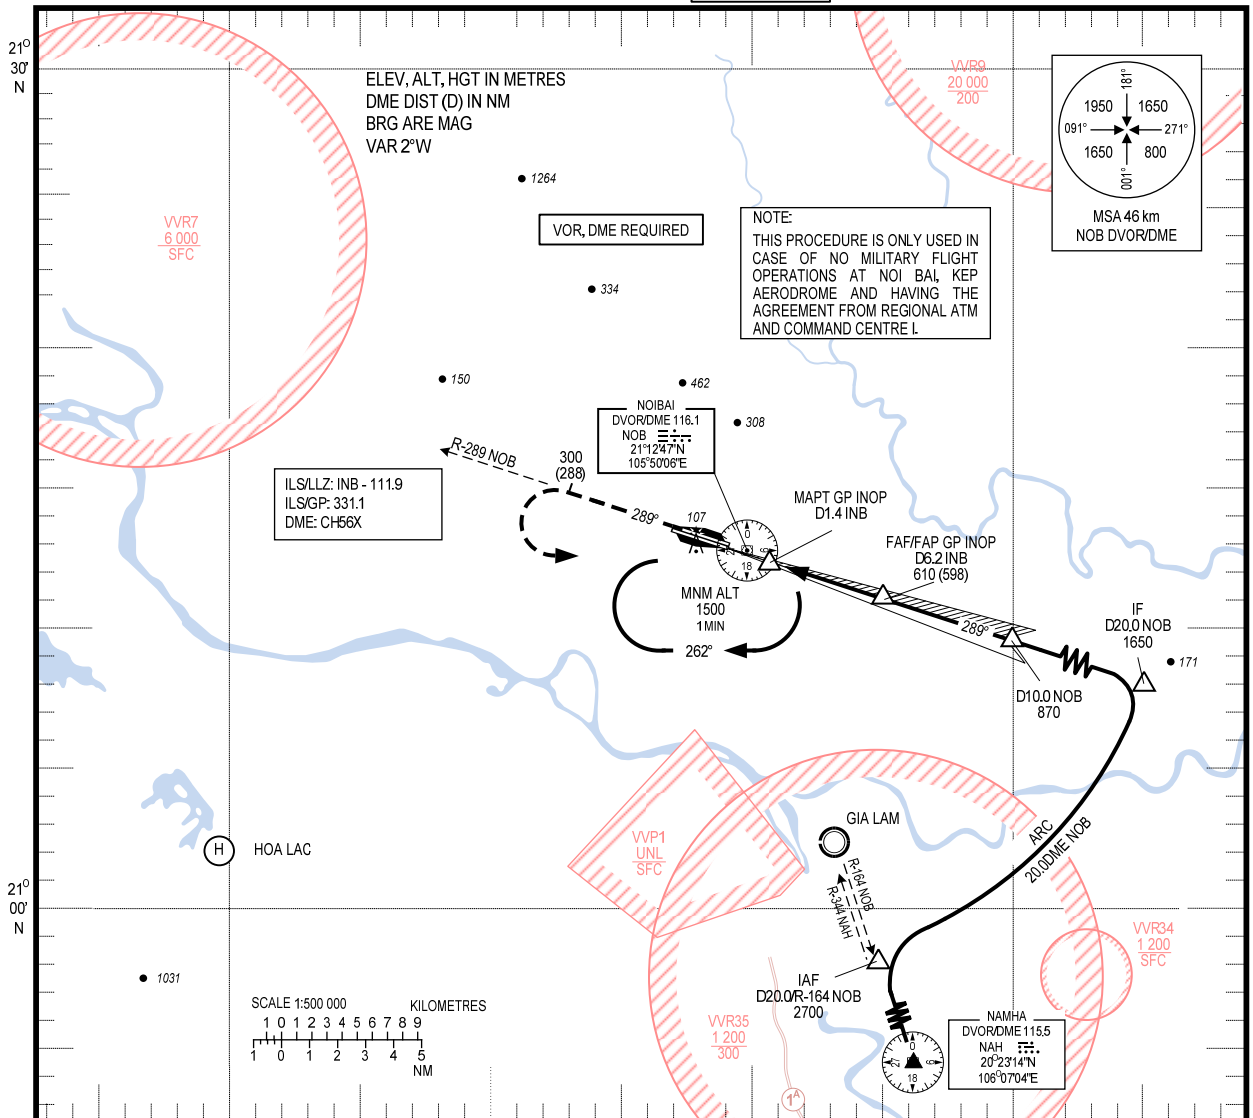 21°
30'
N
ELEV, ALT, HGT IN METRES
DME DIST (D) IN NM
BRG ARE MAG
VAR 2°W
VVR9
20 000
200
181°
1950
1650
091°
271°
1650
800
001°
MSA 46 km
NOB DVOR/DME
1264
VVR7
6 000
SFC
VOR, DME REQUIRED
NOTE:
THIS PROCEDURE IS ONLY USED IN
CASE OF NO MILITARY FLIGHT
OPERATIONS AT NOI BAI, KEP
AERODROME AND HAVING THE
AGREEMENT FROM REGIONAL ATM
AND COMMAND CENTRE I.
334
150
462
308
NOIBAI
DVOR/DME 116.1
NOB
21°12'47"N
105°50'06"E
R-289 NOB
300
(288)
ILS/LLZ: INB - 111.9
ILS/GP: 331.1
DME: CH56X
289°
107
0
6
18
27
MAPT GP INOP
D1.4 INB
FAF/FAP GP INOP
D6.2 INB
610 (598)
MNM ALT
1500
1 MIN
262°
289°
IF
D20.0 NOB
1650
171
D10.0 NOB
870
GIA LAM
VVP1
UNL
SFC
ARC
20.0DME NOB
H
HOA LAC
R-164 NOB
R-344 NAH
21°
00'
N
VVR34
1 200
SFC
1031
IAF
D20.0/R-164 NOB
2700
SCALE 1:500 000
KILOMETRES
1 0 1 2 3 4 5 6 7 8 9
1 0 1 2 3 4 5
NM
VVR35
1 200
300
NAMHA
DVOR/DME 115.5
NAH
20°23'14"N
106°07'04"E
0
6
18
27
1A